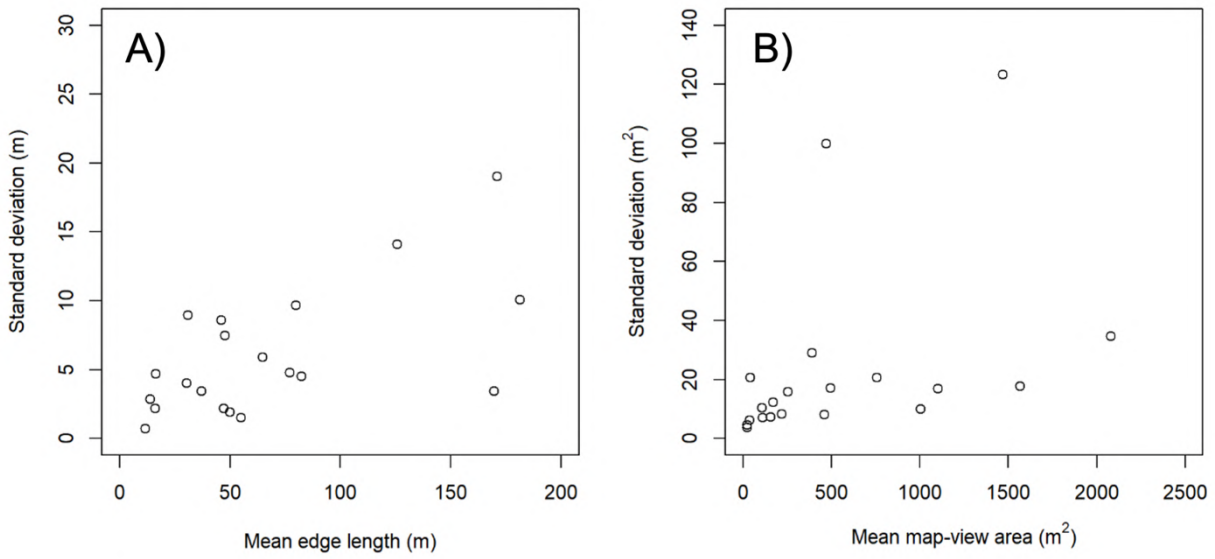 A)
Standard deviation (m)
30
25
20
15
10
5
0
0 50 100 150 200
Mean edge length (m)
B)
Standard deviation (m²)
140
120
100
80
60
40
20
0
0 500 1000 1500 2000 2500
Mean map-view area (m²)